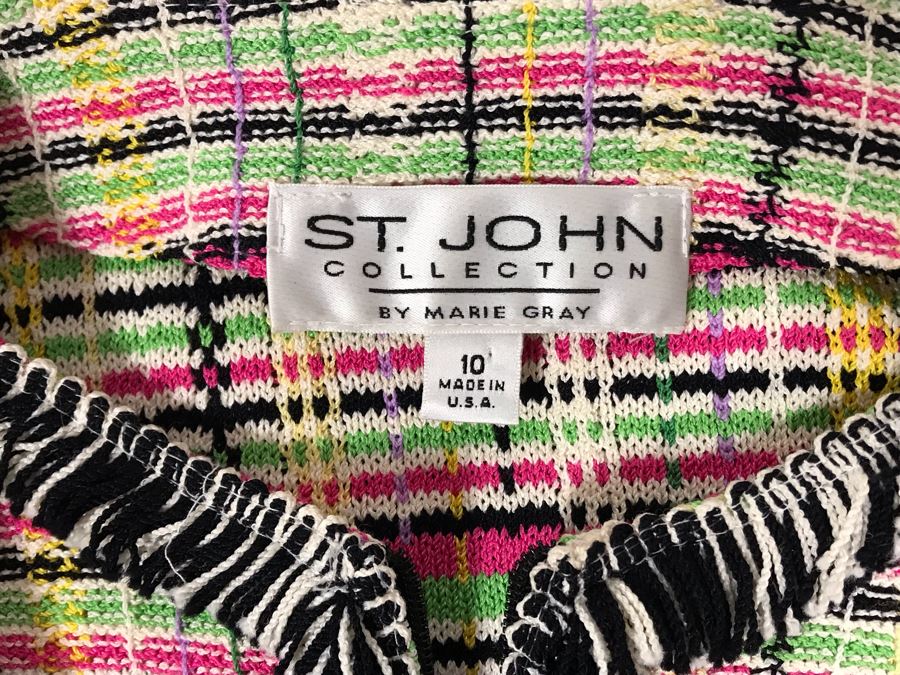 ST. JOHN
COLLECTION
BY MARIE GRAY
10
MADE IN
U.S.A.